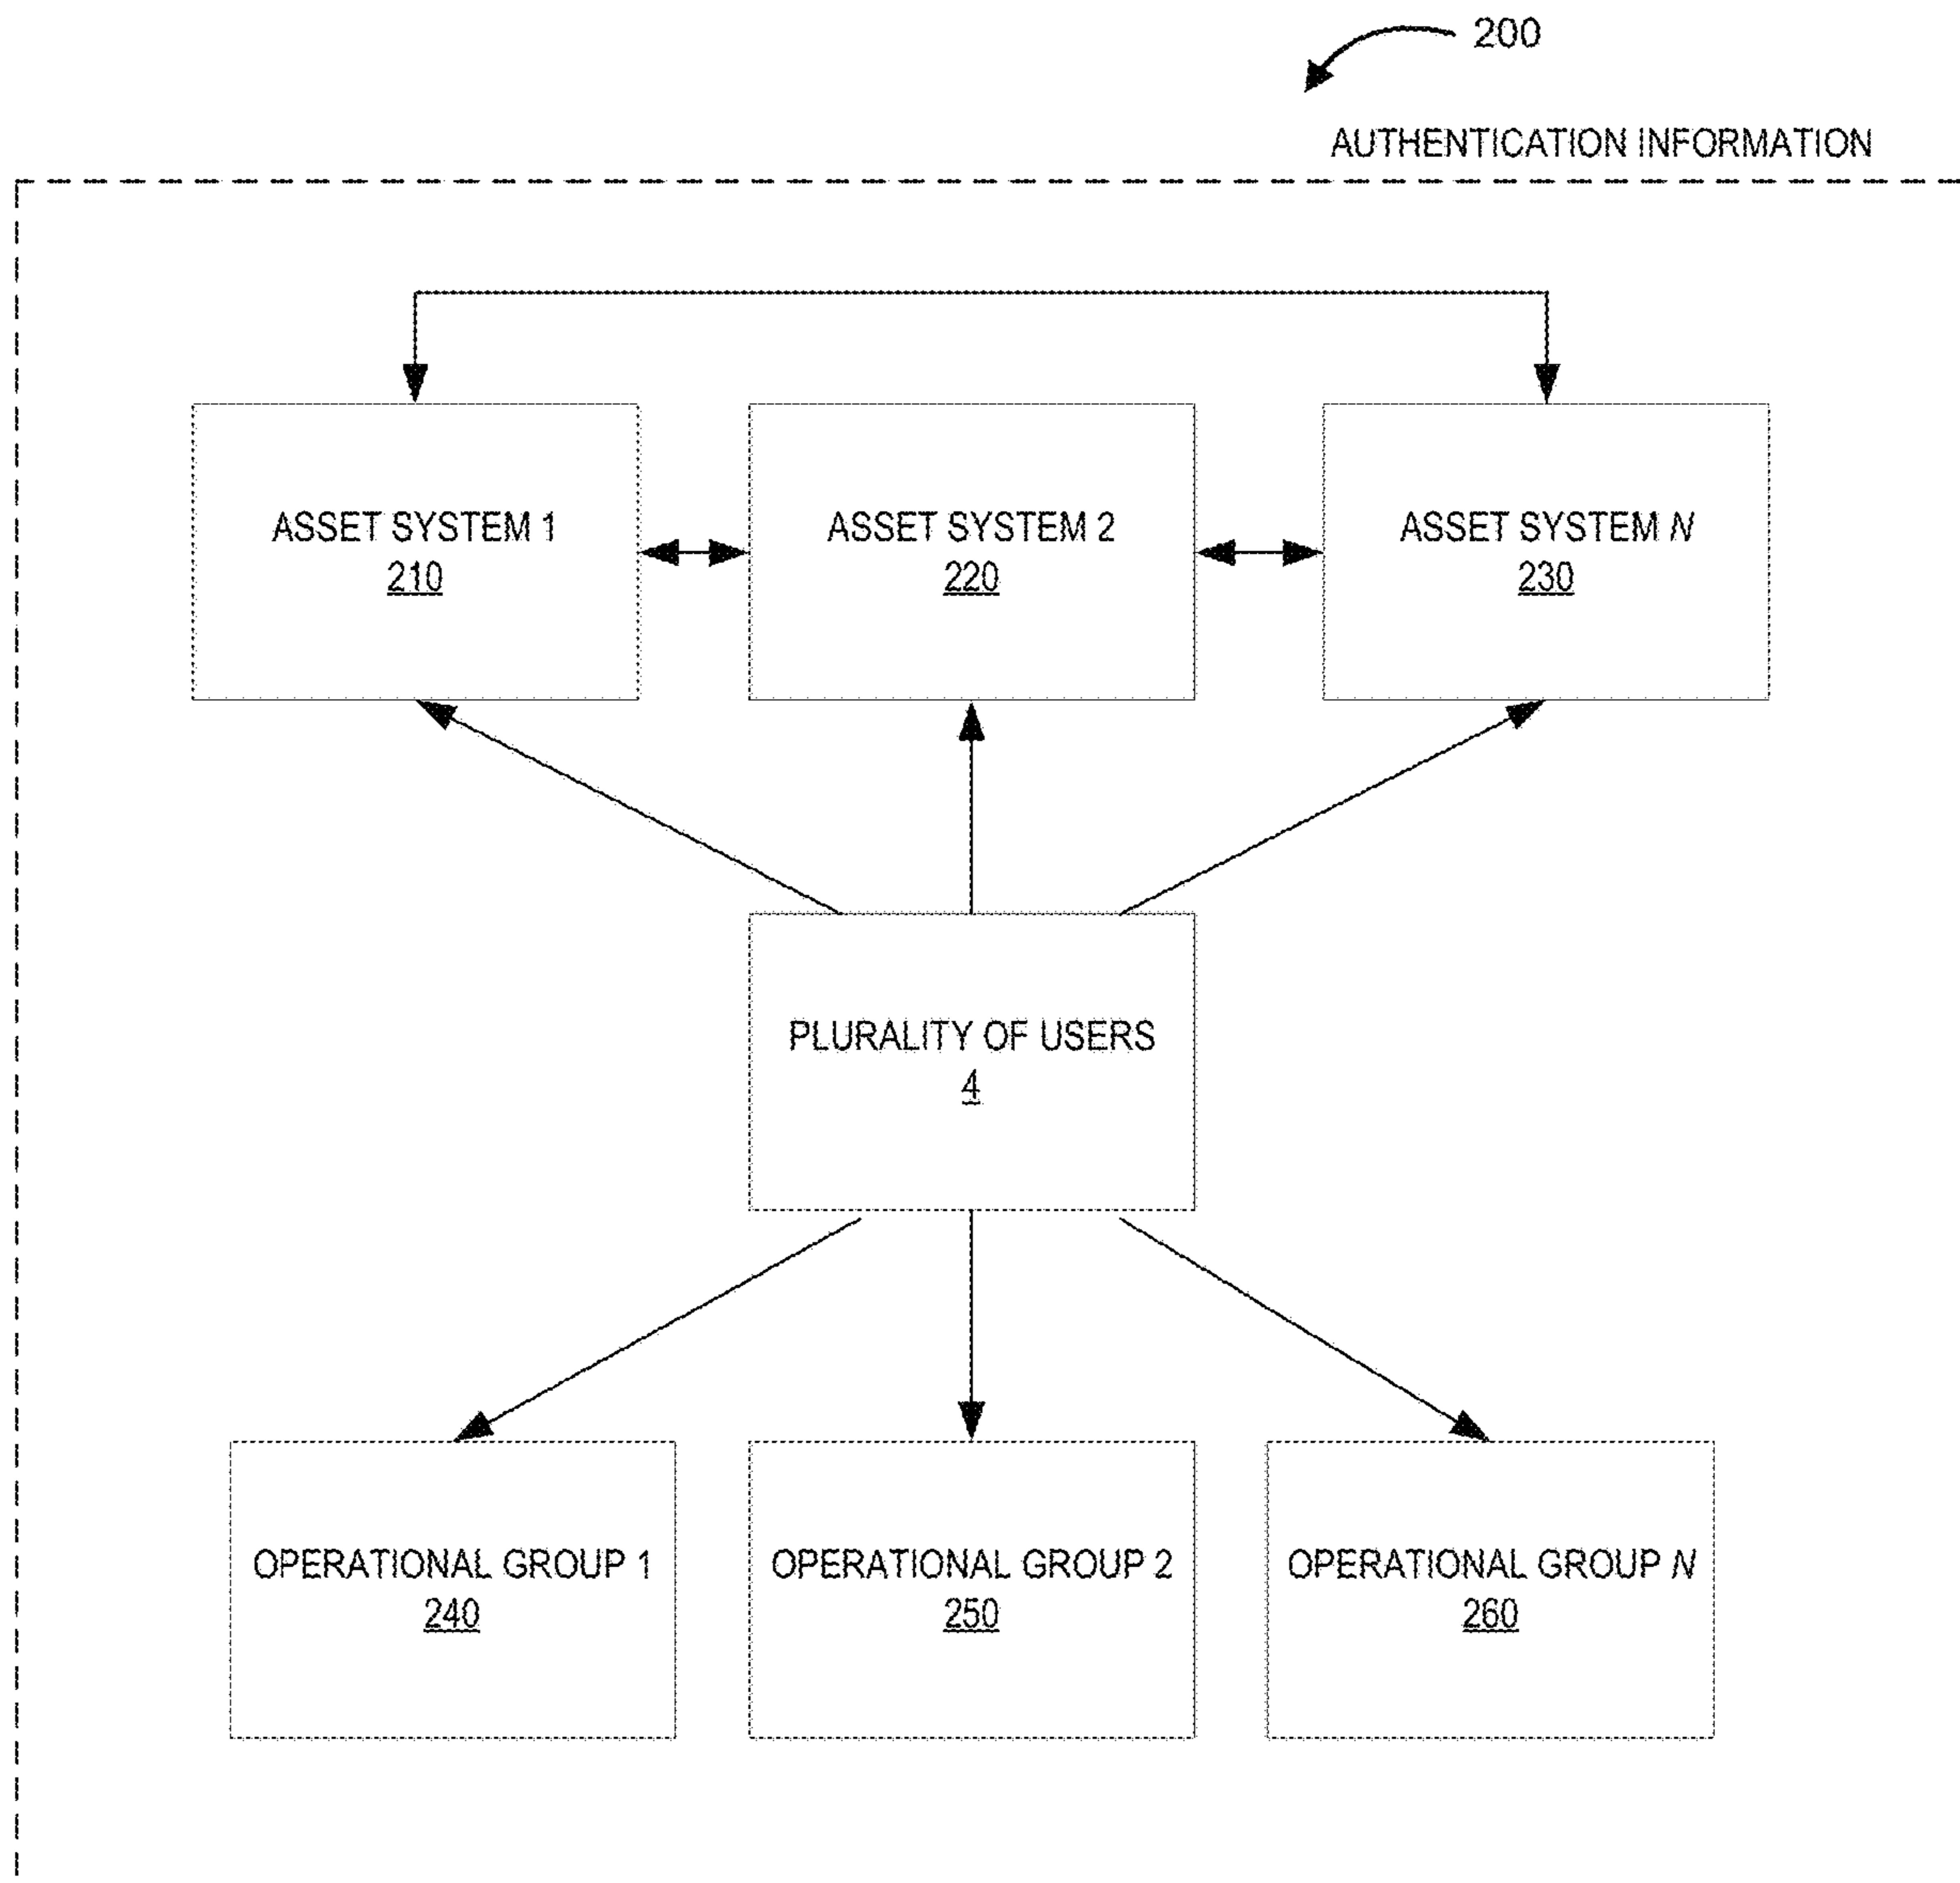 200
AUTHENTICATION INFORMATION
ASSET SYSTEM 1
210
ASSET SYSTEM 2
220
ASSET SYSTEM N
230
PLURALITY OF USERS
4
OPERATIONAL GROUP 1
240
OPERATIONAL GROUP 2
250
OPERATIONAL GROUP N
260